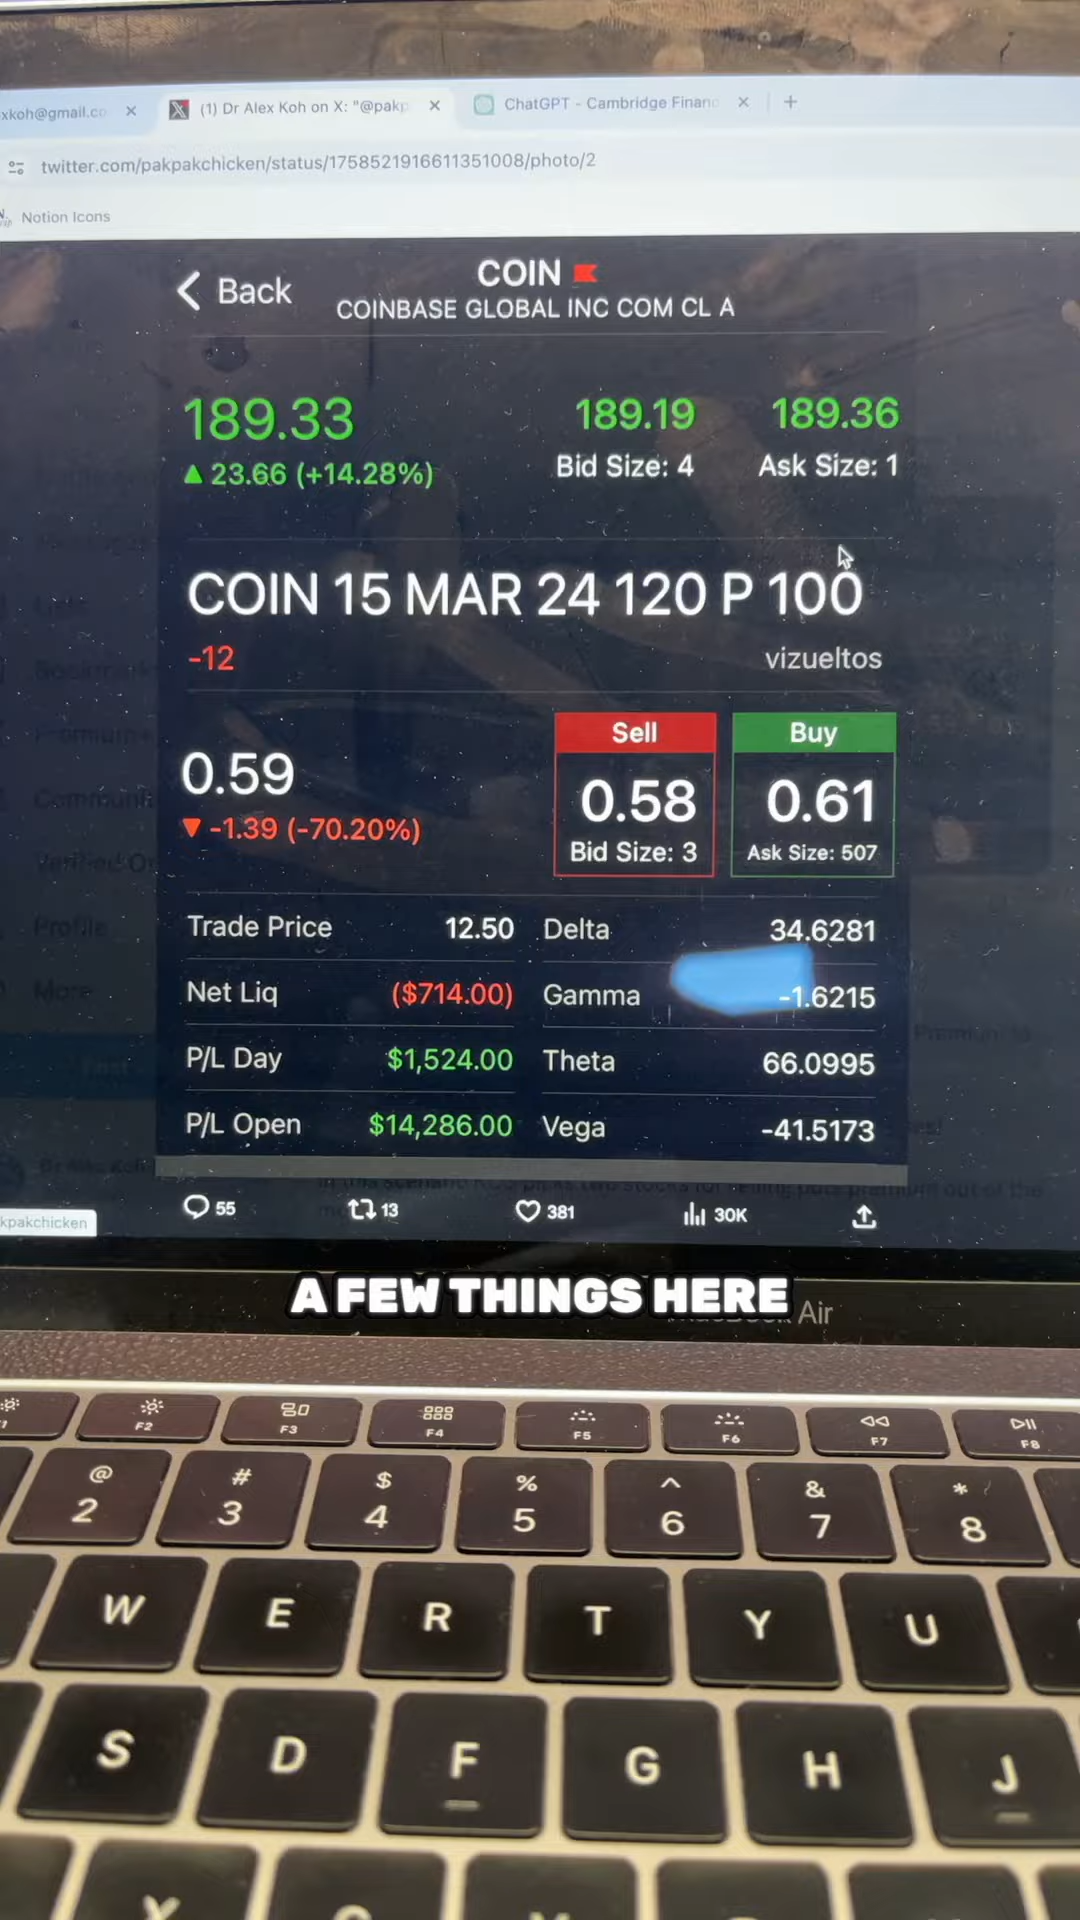 xkoh@gmail.co
(1) Dr Alex Koh on X: "@pakp
ChatGPT - Cambridge Financ
twitter.com/pakpakchicken/status/1758521916611351008/photo/2
Notion Icons
Back
COIN
COINBASE GLOBAL INC COM CL A
189.33
189.19
189.36
▲ 23.66 (+14.28%)
Bid Size: 4
Ask Size: 1
COIN 15 MAR 24 120 P 100
-12
vizueltos
Sell
Buy
0.59
0.58
0.61
▼ -1.39 (-70.20%)
Bid Size: 3
Ask Size: 507
Trade Price 12.50 Delta 34.6281
Net Liq ($714.00) Gamma -1.6215
P/L Day $1,524.00 Theta 66.0995
P/L Open $14,286.00 Vega -41.5173
Profile
More
Post
55
13
381
30K
kpakchicken
A FEW THINGS HERE
Air
F2
F3
F4
F5
F6
F7
F8
@ # $ % ^ & *
2 3 4 5 6 7 8
W E R T Y U
S D F G H J